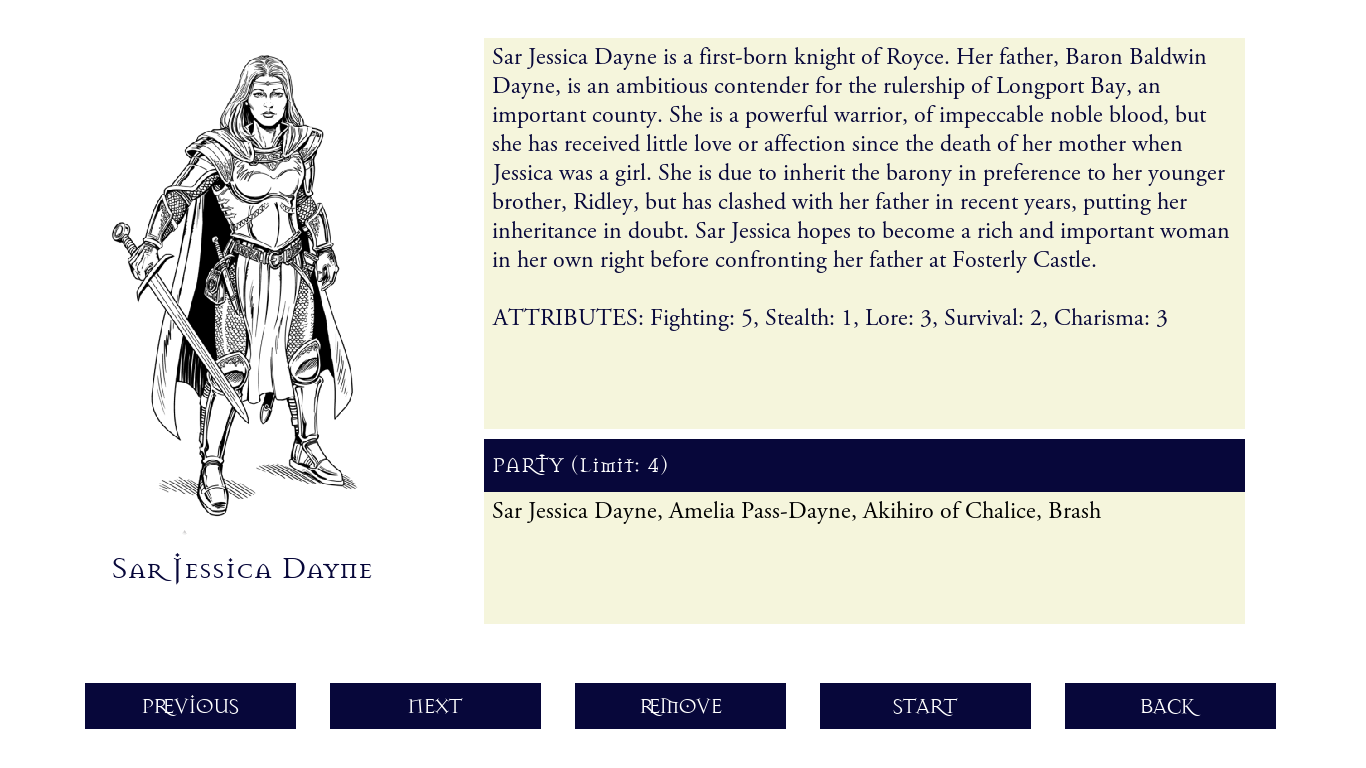 Sar Jessica Dayne is a first-born knight of Royce. Her father, Baron Baldwin
Dayne, is an ambitious contender for the rulership of Longport Bay, an
important county. She is a powerful warrior, of impeccable noble blood, but
she has received little love or affection since the death of her mother when
Jessica was a girl. She is due to inherit the barony in preference to her younger
brother, Ridley, but has clashed with her father in recent years, putting her
inheritance in doubt. Sar Jessica hopes to become a rich and important woman
in her own right before confronting her father at Fosterly Castle.
ATTRIBUTES: Fighting: 5, Stealth: 1, Lore: 3, Survival: 2, Charisma: 3
PARTY (Limit: 4)
Sar Jessica Dayne, Amelia Pass-Dayne, Akihiro of Chalice, Brash
Sar Jessica Dayne
PREVIOUS
NEXT
REMOVE
START
BACK